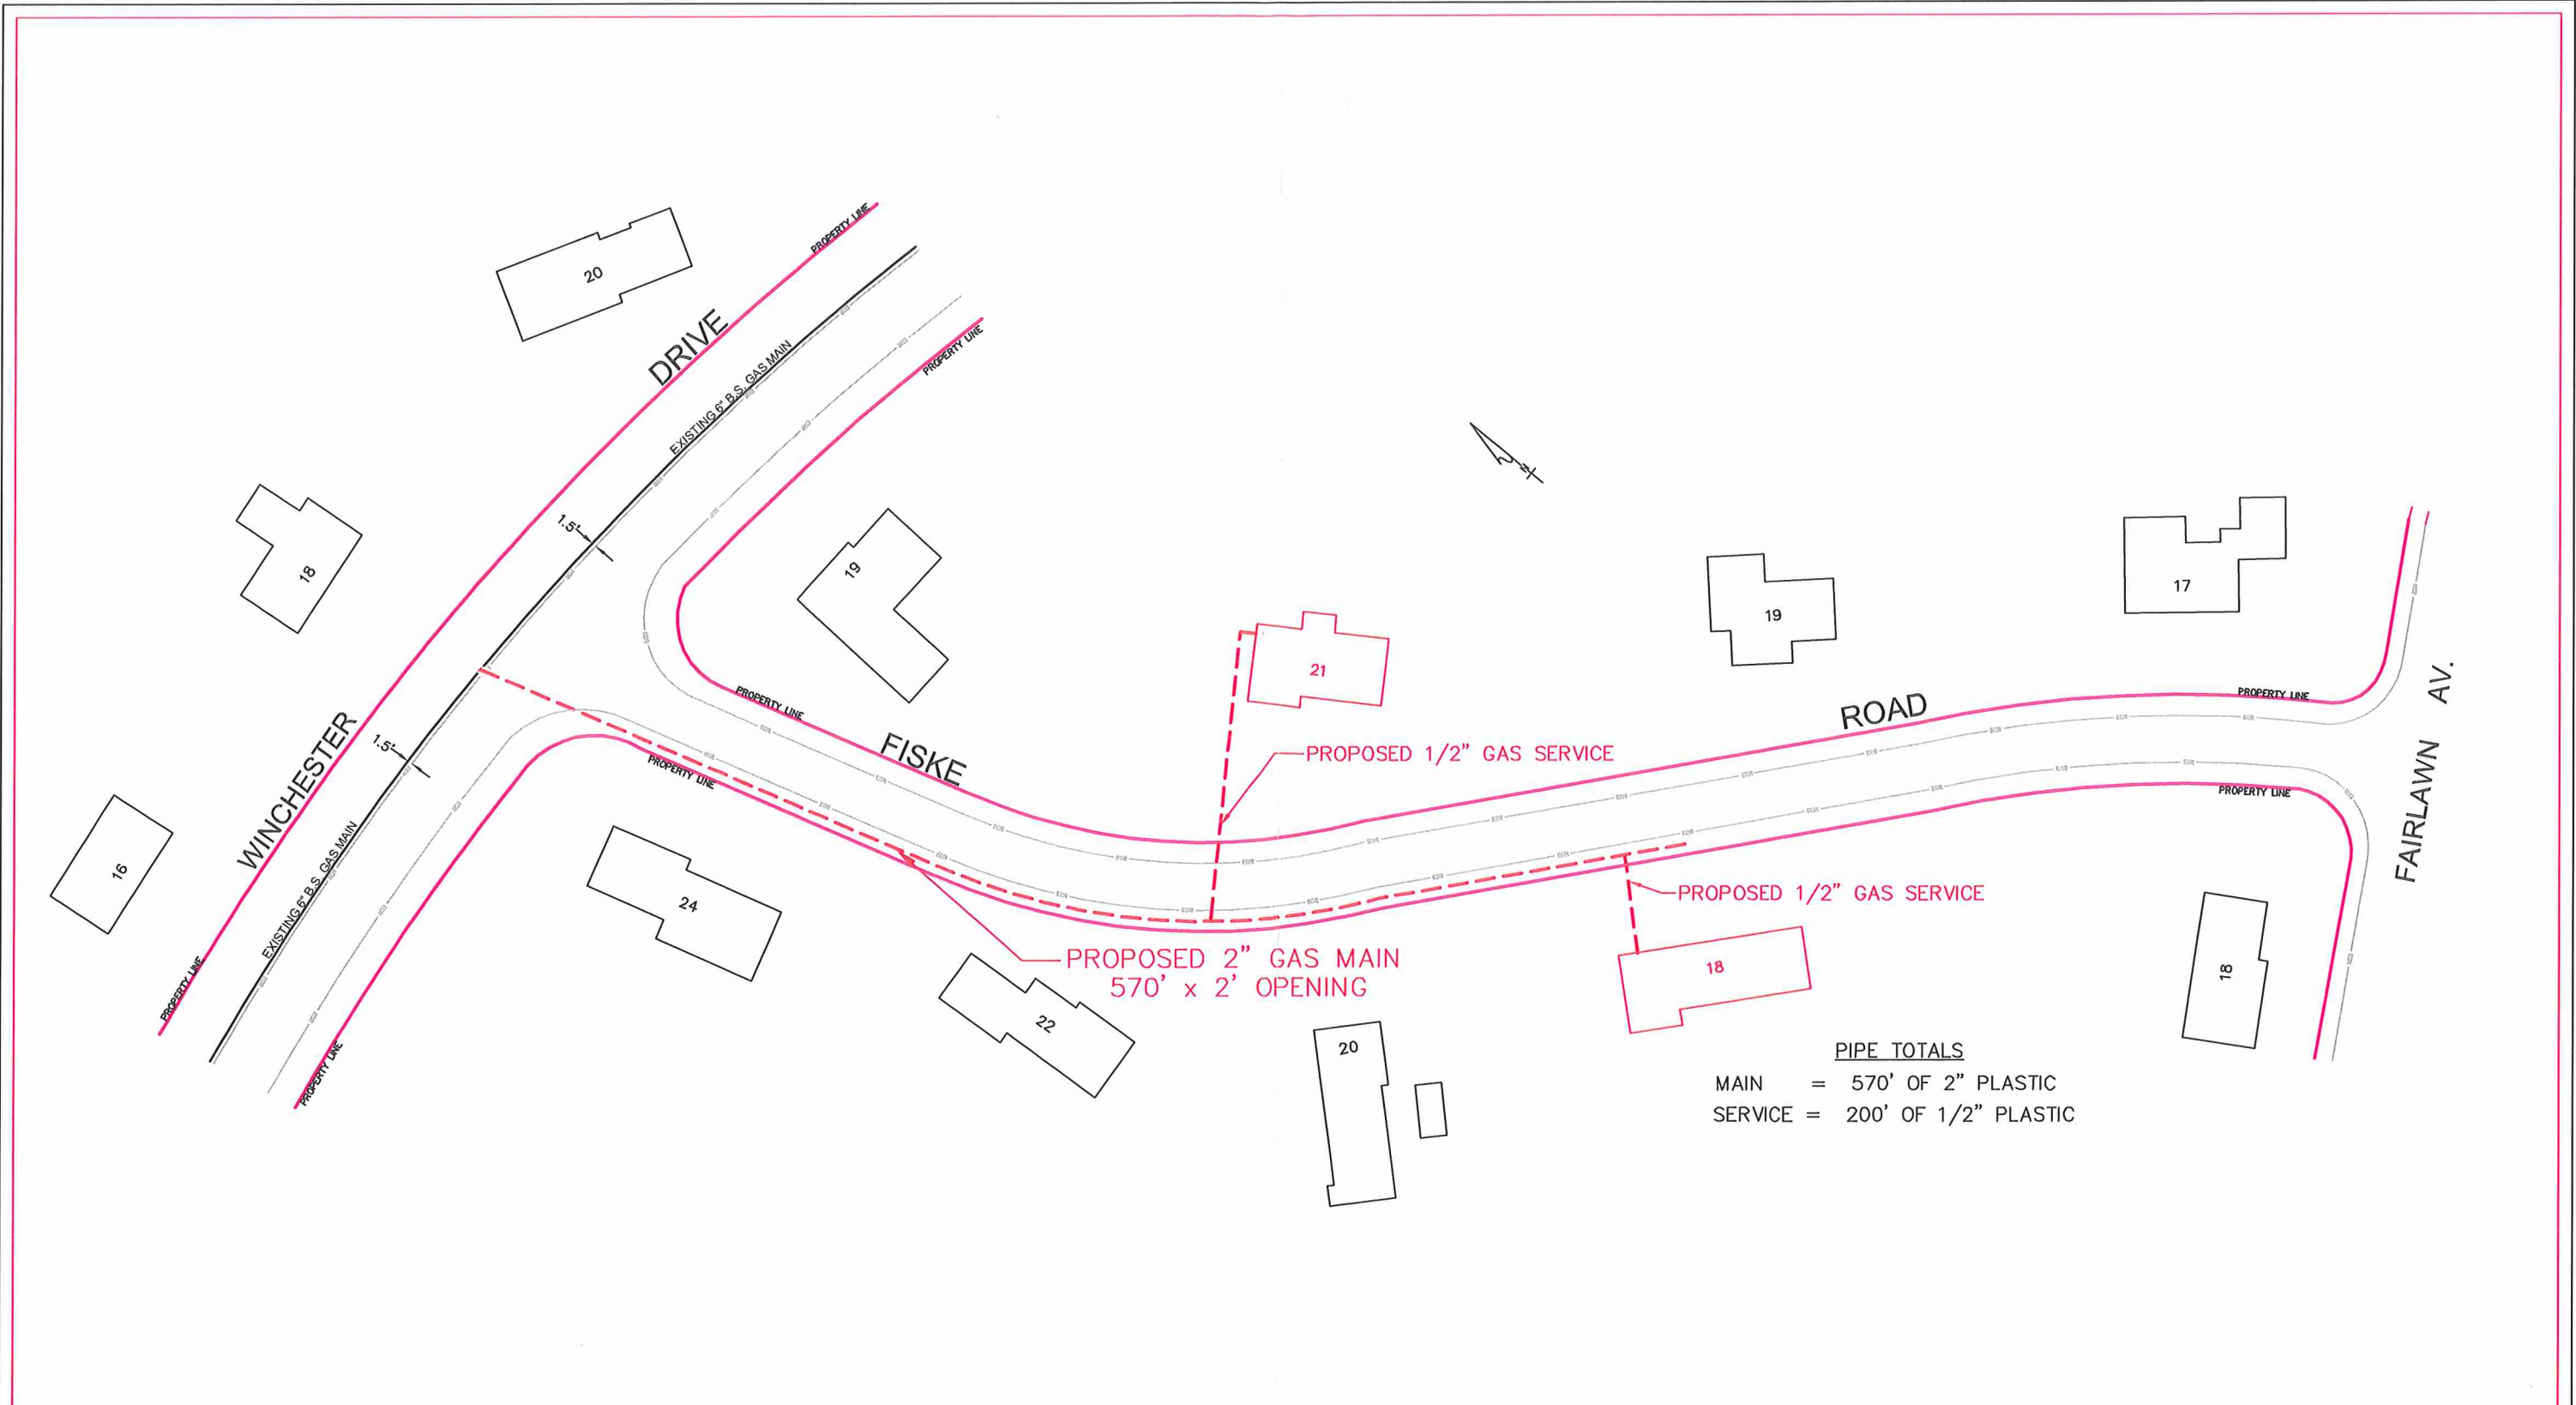 PROPERTY LINE
20
DRIVE
PROPERTY LINE
EXISTING 6" B.S. GAS MAIN
1.5'
18
19
N
17
19
21
PROPERTY LINE
PROPERTY LINE
ROAD
AV.
WINCHESTER
1.5'
FISKE
PROPOSED 1/2" GAS SERVICE
PROPERTY LINE
PROPERTY LINE
FAIRLAWN
16
EXISTING 6" B.S. GAS MAIN
24
PROPOSED 1/2" GAS SERVICE
PROPOSED 2" GAS MAIN
570' x 2' OPENING
18
18
PROPERTY LINE
22
20
PROPERTY LINE
PIPE TOTALS
MAIN = 570' OF 2" PLASTIC
SERVICE = 200' OF 1/2" PLASTIC